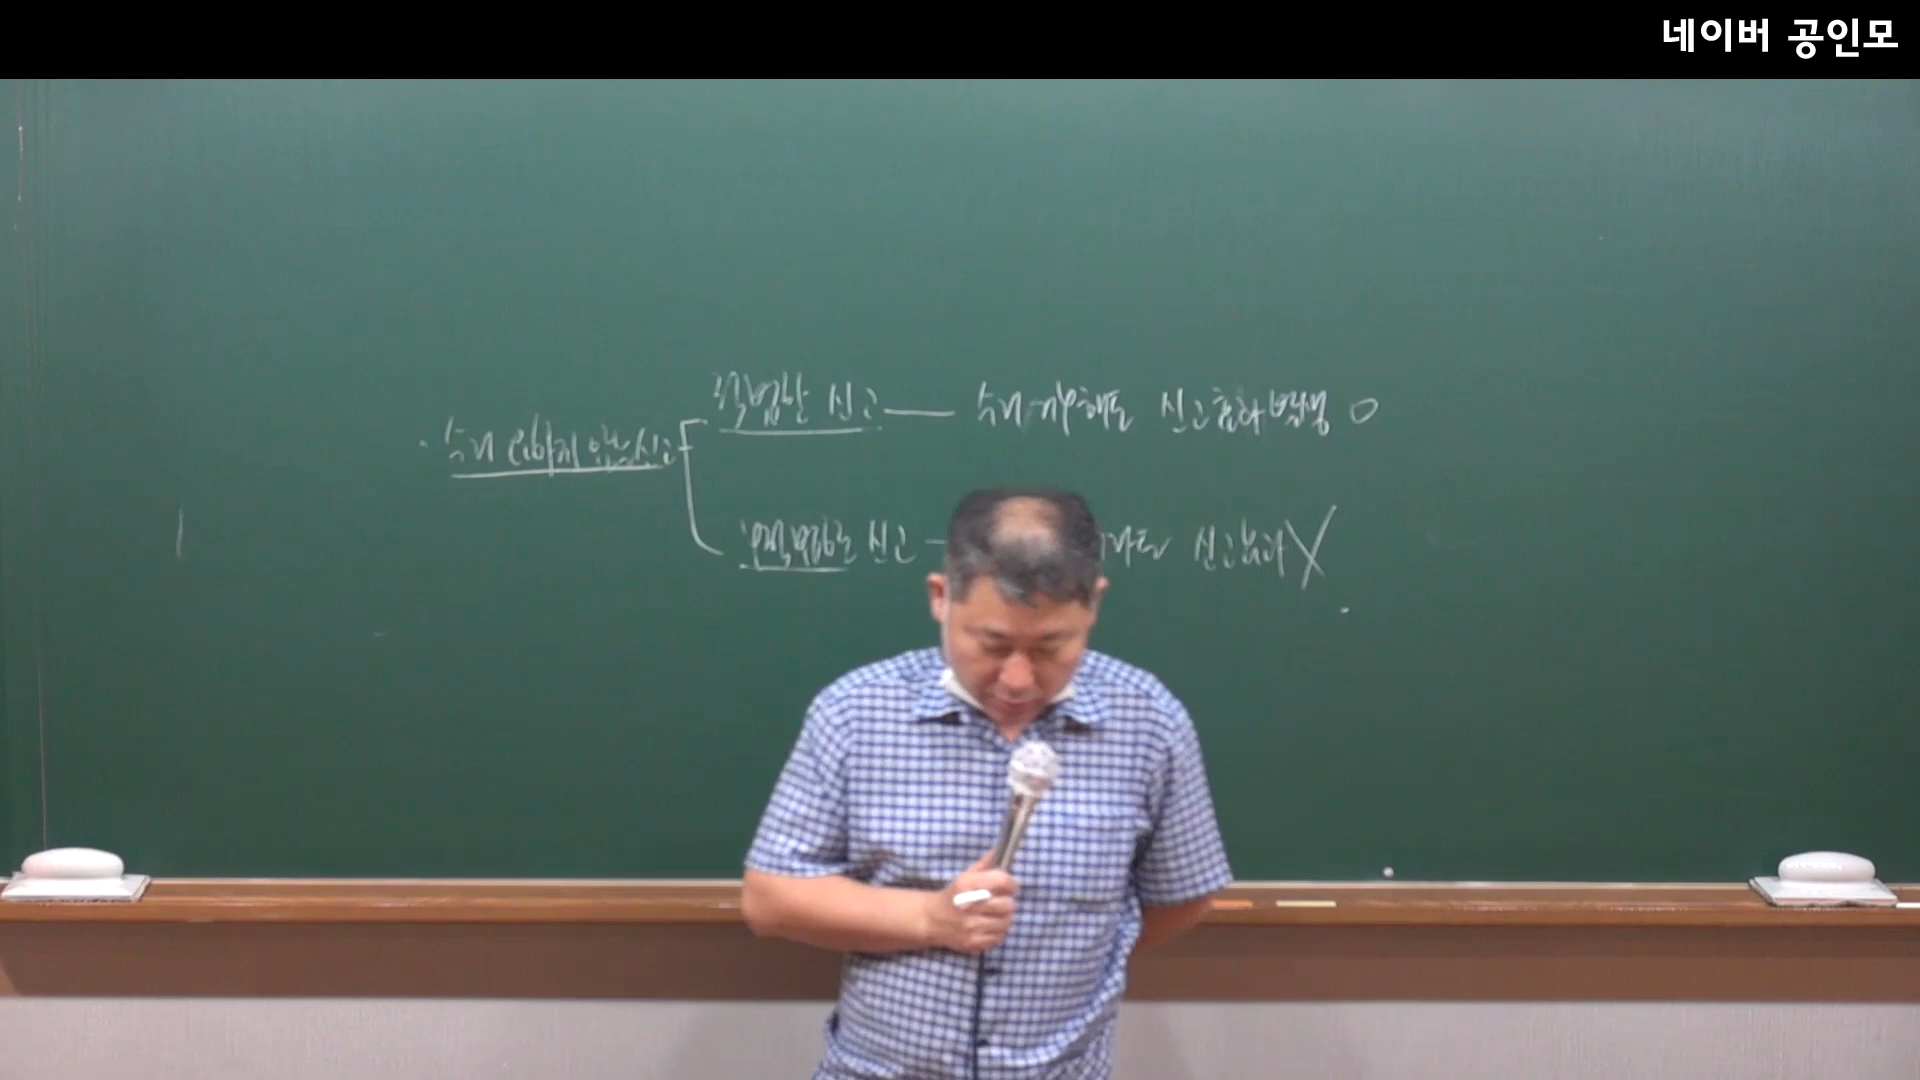 네이버 공인모
적법한 신고 — 수리거부해도 신고효과 발생 O
· 수리 요하지 않는 신고
부적법한 신고 — 신고효과 X